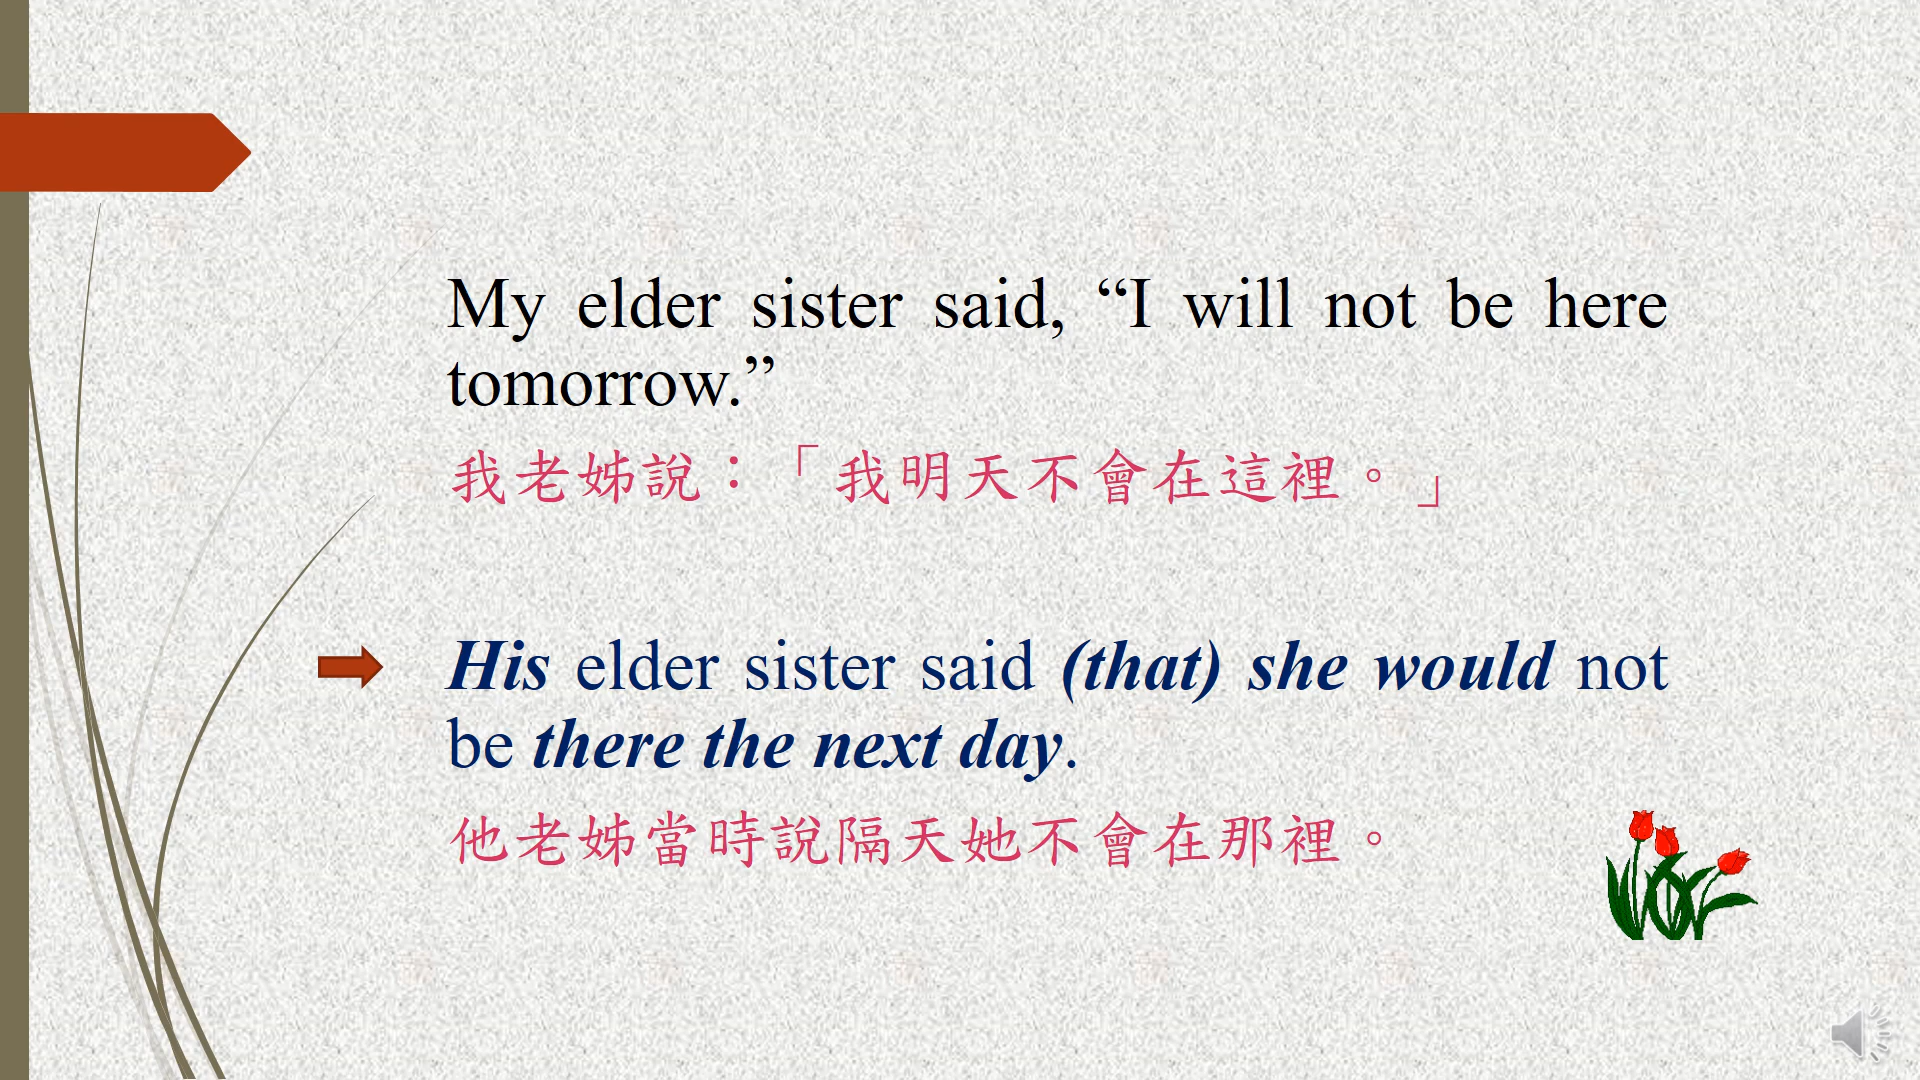 My elder sister said, “I will not be here
tomorrow.”
我老姊說：「我明天不會在這裡。」
His elder sister said (that) she would not
be there the next day.
他老姊當時說隔天她不會在那裡。